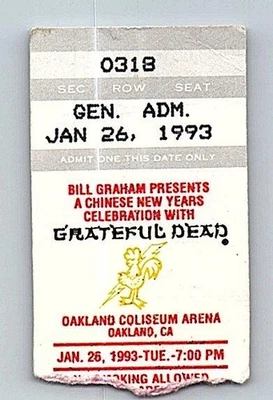 0318
SEC ROW SEAT
GEN. ADM.
JAN 26, 1993
ADMIT ONE THIS DATE ONLY
BILL GRAHAM PRESENTS
A CHINESE NEW YEARS
CELEBRATION WITH
GRATEFUL DEAD
OAKLAND COLISEUM ARENA
OAKLAND, CA
JAN. 26, 1993-TUE.-7:00 PM
SMOKING ALLOWED